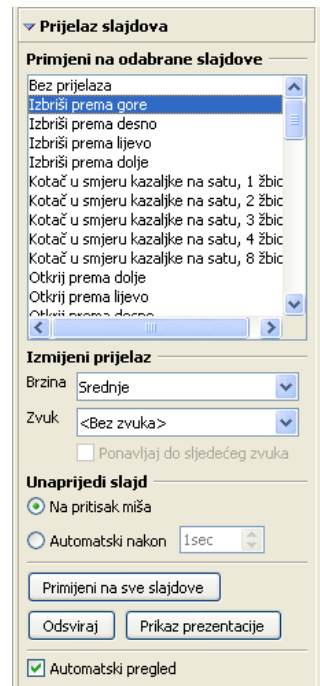 Prijelaz slajdova
Primjeni na odabrane slajdove
Bez prijelaza
Izbriši prema gore
Izbriši prema desno
Izbriši prema lijevo
Izbriši prema dolje
Kotač u smjeru kazaljke na satu, 1 žbic
Kotač u smjeru kazaljke na satu, 2 žbic
Kotač u smjeru kazaljke na satu, 3 žbic
Kotač u smjeru kazaljke na satu, 4 žbic
Kotač u smjeru kazaljke na satu, 8 žbic
Otkrij prema dolje
Otkrij prema lijevo
Otkrij prema desno
Izmijeni prijelaz
Brzina Srednje
Zvuk <Bez zvuka>
Ponavljaj do sljedećeg zvuka
Unaprijedi slajd
Na pritisak miša
Automatski nakon 1sec
Primijeni na sve slajdove
Odsviraj Prikaz prezentacije
Automatski pregled